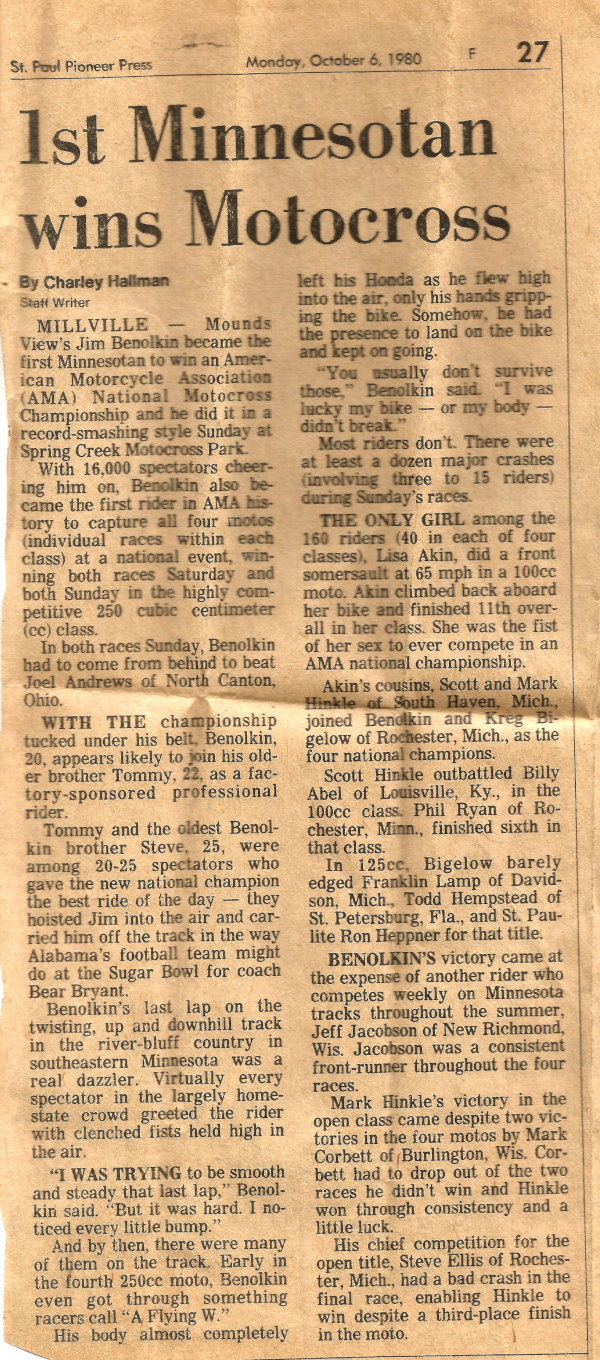 St. Paul Pioneer Press Monday, October 6, 1980 F 27
1st Minnesotan
wins Motocross
By Charley Hallman
Staff Writer
MILLVILLE — Mounds
View's Jim Benolkin became the
first Minnesotan to win an Amer-
ican Motorcycle Association
(AMA) National Motocross
Championship and he did it in a
record-smashing style Sunday at
Spring Creek Motocross Park.
With 16,000 spectators cheer-
ing him on, Benolkin also be-
came the first rider in AMA his-
tory to capture all four motos
(individual races within each
class) at a national event, win-
ning both races Saturday and
both Sunday in the highly com-
petitive 250 cubic centimeter
(cc) class.
In both races Sunday, Benolkin
had to come from behind to beat
Joel Andrews of North Canton,
Ohio.
WITH THE championship
tucked under his belt, Benolkin,
20, appears likely to join his old-
er brother Tommy, 22, as a fac-
tory-sponsored professional
rider.
Tommy and the oldest Benol-
kin brother Steve, 25, were
among 20-25 spectators who
gave the new national champion
the best ride of the day — they
hoisted Jim into the air and car-
ried him off the track in the way
Alabama's football team might
do at the Sugar Bowl for coach
Bear Bryant.
Benolkin's last lap on the
twisting, up and downhill track
in the river-bluff country in
southeastern Minnesota was a
real dazzler. Virtually every
spectator in the largely home-
state crowd greeted the rider
with clenched fists held high in
the air.
"I WAS TRYING to be smooth
and steady that last lap," Benol-
kin said. "But it was hard. I no-
ticed every little bump."
And by then, there were many
of them on the track. Early in
the fourth 250cc moto, Benolkin
even got through something
racers call "A Flying W."
His body almost completely
left his Honda as he flew high
into the air, only his hands gripp-
ing the bike. Somehow, he had
the presence to land on the bike
and kept on going.
"You usually don't survive
those," Benolkin said. "I was
lucky my bike — or my body —
didn't break."
Most riders don't. There were
at least a dozen major crashes
(involving three to 15 riders)
during Sunday's races.
THE ONLY GIRL among the
160 riders (40 in each of four
classes), Lisa Akin, did a front
somersault at 65 mph in a 100cc
moto. Akin climbed back aboard
her bike and finished 11th over-
all in her class. She was the fist
of her sex to ever compete in an
AMA national championship.
Akin's cousins, Scott and Mark
Hinkle of South Haven, Mich.,
joined Benolkin and Kreg Bi-
gelow of Rochester, Mich., as the
four national champions.
Scott Hinkle outbattled Billy
Abel of Louisville, Ky., in the
100cc class. Phil Ryan of Ro-
chester, Minn., finished sixth in
that class.
In 125cc, Bigelow barely
edged Franklin Lamp of David-
son, Mich., Todd Hempstead of
St. Petersburg, Fla., and St. Pau-
lite Ron Heppner for that title.
BENOLKIN'S victory came at
the expense of another rider who
competes weekly on Minnesota
tracks throughout the summer,
Jeff Jacobson of New Richmond,
Wis. Jacobson was a consistent
front-runner throughout the four
races.
Mark Hinkle's victory in the
open class came despite two vic-
tories in the four motos by Mark
Corbett of Burlington, Wis. Cor-
bett had to drop out of the two
races he didn't win and Hinkle
won through consistency and a
little luck.
His chief competition for the
open title, Steve Ellis of Roches-
ter, Mich., had a bad crash in the
final race, enabling Hinkle to
win despite a third-place finish
in the moto.